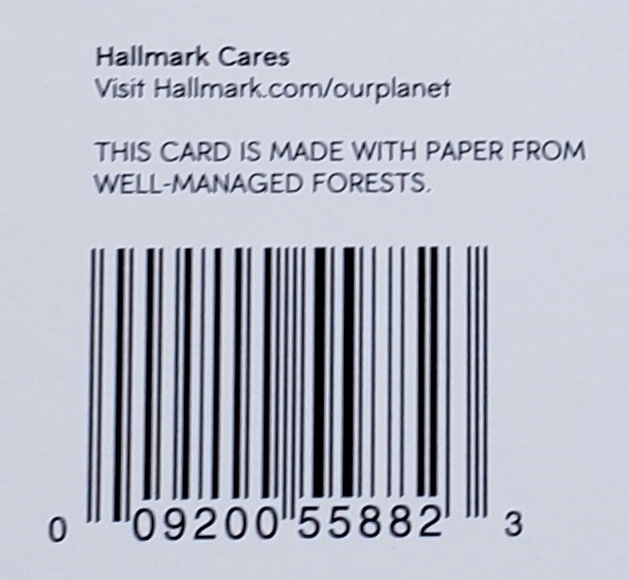 Hallmark Cares
Visit Hallmark.com/ourplanet
THIS CARD IS MADE WITH PAPER FROM
WELL-MANAGED FORESTS.
0 09200 55882 3